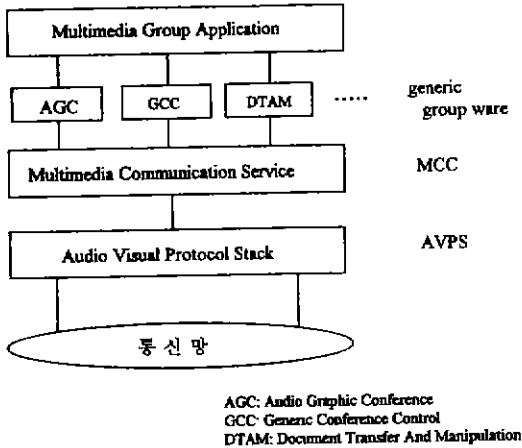 Multimedia Group Application
AGC
GCC
DTAM
.....
generic
group ware
Multimedia Communication Service
MCC
Audio Visual Protocol Stack
AVPS
통신망
AGC: Audio Graphic Conference
GCC: Generic Conference Control
DTAM: Document Transfer And Manipulation